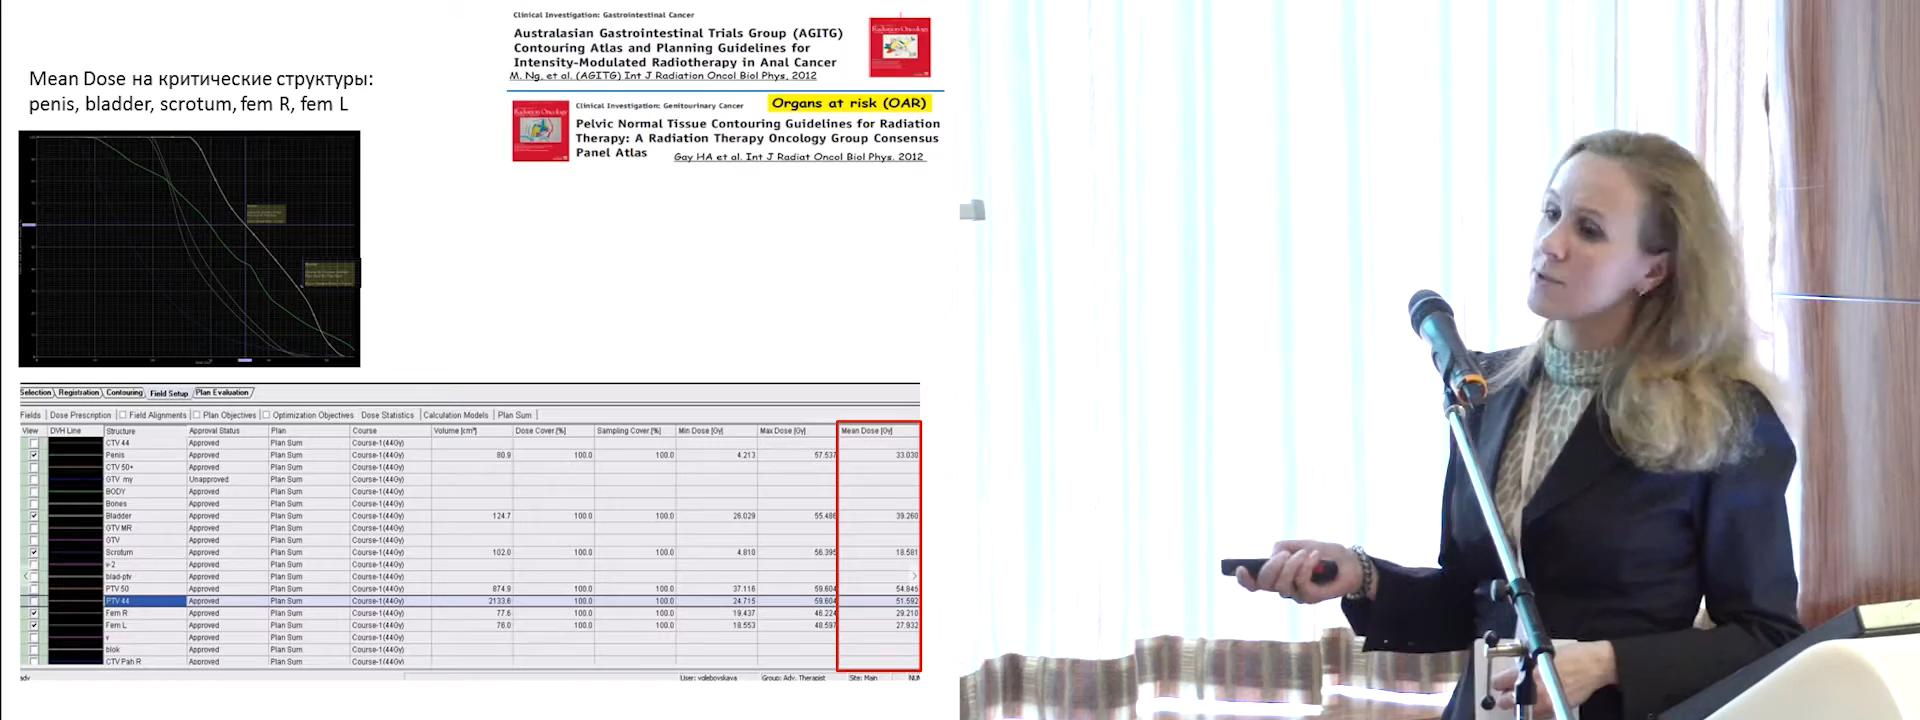 Mean Dose на критические структуры:
penis, bladder, scrotum, fem R, fem L
Clinical Investigation: Gastrointestinal Cancer
Australasian Gastrointestinal Trials Group (AGITG)
Contouring Atlas and Planning Guidelines for
Intensity-Modulated Radiotherapy in Anal Cancer
M. Ng, et al. (AGITG) Int J Radiation Oncol Biol Phys, 2012
Radiation Oncology
Clinical Investigation: Genitourinary Cancer
Organs at risk (OAR)
Pelvic Normal Tissue Contouring Guidelines for Radiation
Therapy: A Radiation Therapy Oncology Group Consensus
Panel Atlas
Gay HA et al. Int J Radiat Oncol Biol Phys. 2012
Selection Registration Contouring Field Setup Plan Evaluation
Fields Dose Prescription Field Alignments Plan Objectives Optimization Objectives Dose Statistics Calculation Models Plan Sum
View DVH Line Structure Approval Status Plan Course Volume [cm³] Dose Cover [%] Sampling Cover [%] Min Dose [Gy] Max Dose [Gy] Mean Dose [Gy]
CTV 44 Approved Plan Sum Course-1(44Gy)
Penis Approved Plan Sum Course-1(44Gy) 80.9 100.0 100.0 4.213 57.537 33.030
CTV 50+ Approved Plan Sum Course-1(44Gy)
GTV my Unapproved Plan Sum Course-1(44Gy)
BODY Approved Plan Sum Course-1(44Gy)
Bones Approved Plan Sum Course-1(44Gy)
Bladder Approved Plan Sum Course-1(44Gy) 124.7 100.0 100.0 26.029 55.486 39.260
GTV MR Approved Plan Sum Course-1(44Gy)
GTV Approved Plan Sum Course-1(44Gy)
Scrotum Approved Plan Sum Course-1(44Gy) 102.0 100.0 100.0 4.810 56.395 18.581
v-2 Approved Plan Sum Course-1(44Gy)
blad-ptv Approved Plan Sum Course-1(44Gy)
PTV 50 Approved Plan Sum Course-1(44Gy) 874.9 100.0 100.0 37.116 59.604 54.845
PTV 44 Approved Plan Sum Course-1(44Gy) 2133.6 100.0 100.0 24.715 59.604 51.592
Fem R Approved Plan Sum Course-1(44Gy) 77.6 100.0 100.0 19.437 46.224 29.210
Fem L Approved Plan Sum Course-1(44Gy) 76.0 100.0 100.0 18.553 48.597 27.932
v Approved Plan Sum Course-1(44Gy)
blok Approved Plan Sum Course-1(44Gy)
CTV Pah R Approved Plan Sum Course-1(44Gy)
User: vglebovskaya Group: Adv. Therapist Site: Main